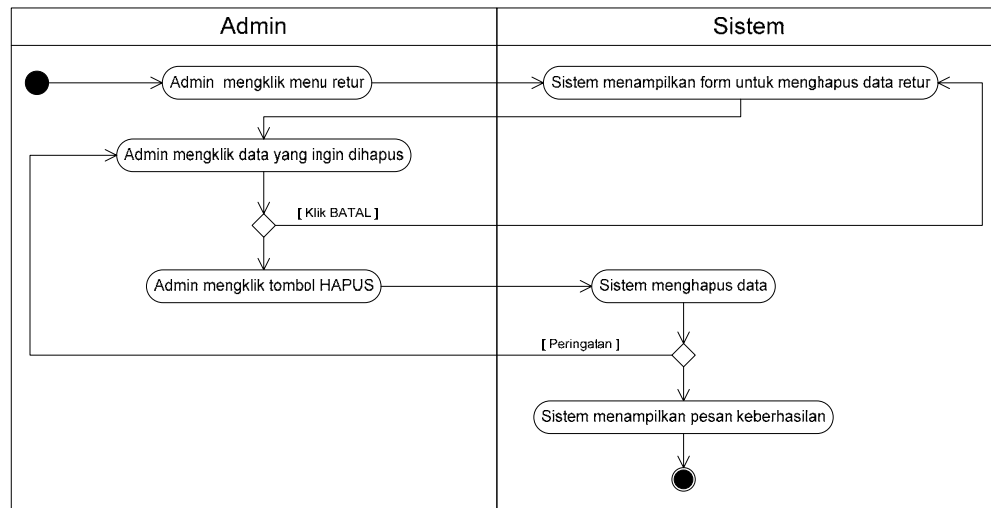 Admin
Sistem
Admin mengklik menu retur
Sistem menampilkan form untuk menghapus data retur
Admin mengklik data yang ingin dihapus
[ Klik BATAL ]
Admin mengklik tombol HAPUS
Sistem menghapus data
[ Peringatan ]
Sistem menampilkan pesan keberhasilan